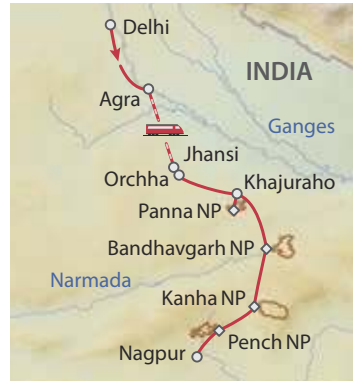 Delhi
INDIA
Agra
Ganges
Jhansi
Orchha
Khajuraho
Panna NP
Bandhavgarh NP
Narmada
Kanha NP
Pench NP
Nagpur